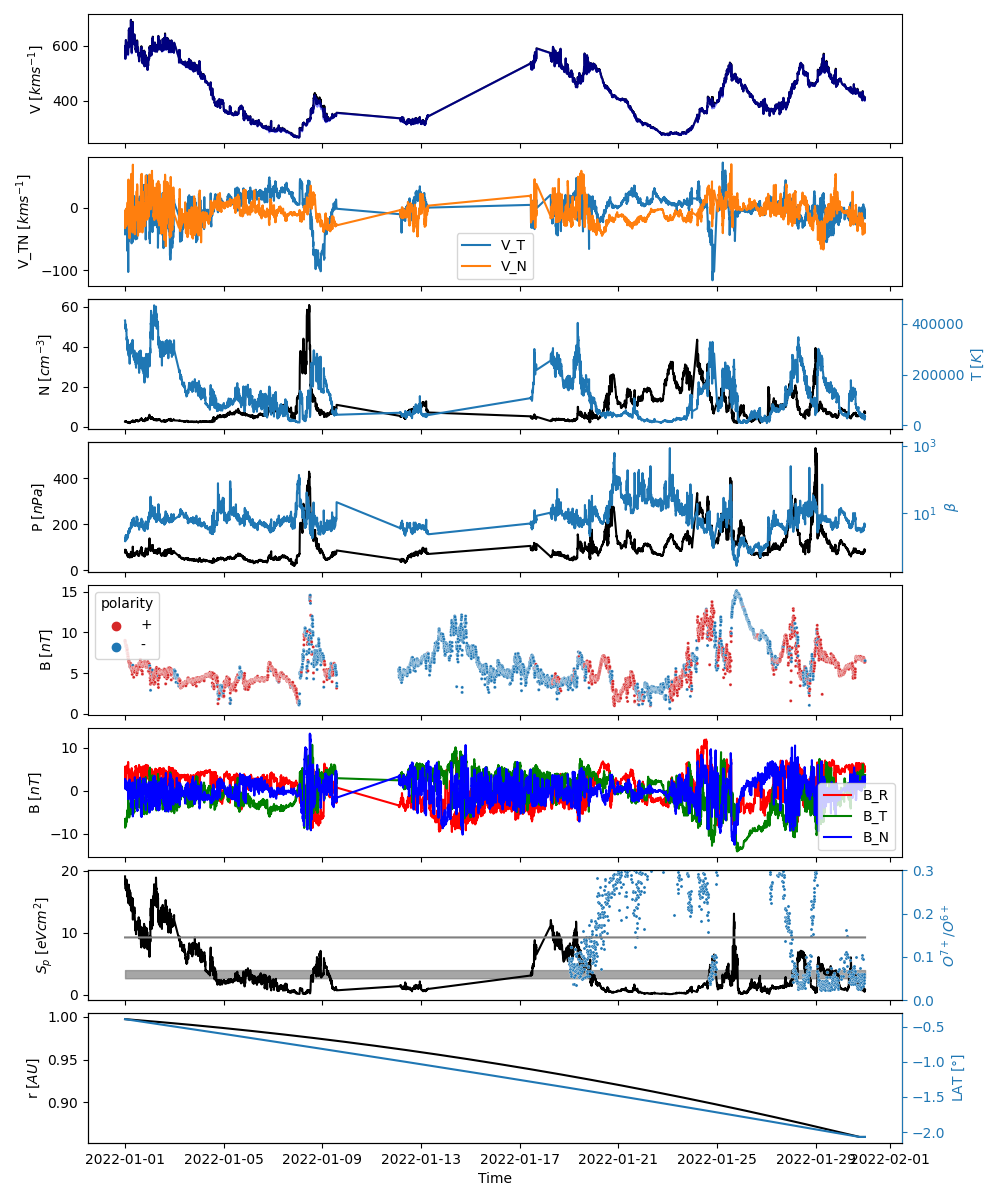 600
400
V [kms⁻¹]
0
−100
V_TN [kms⁻¹]
V_T
V_N
60
40
20
0
N [cm⁻³]
400000
200000
0
T [K]
400
200
0
P [nPa]
10³
10¹
β
15
10
5
0
B [nT]
polarity
+
-
10
0
−10
B [nT]
B_R
B_T
B_N
20
10
0
S_p [eVcm²]
0.3
0.2
0.1
0.0
O⁷⁺/O⁶⁺
1.00
0.95
0.90
r [AU]
−0.5
−1.0
−1.5
−2.0
LAT [°]
2022-01-01 2022-01-05 2022-01-09 2022-01-13 2022-01-17 2022-01-21 2022-01-25 2022-01-29 2022-02-01
Time